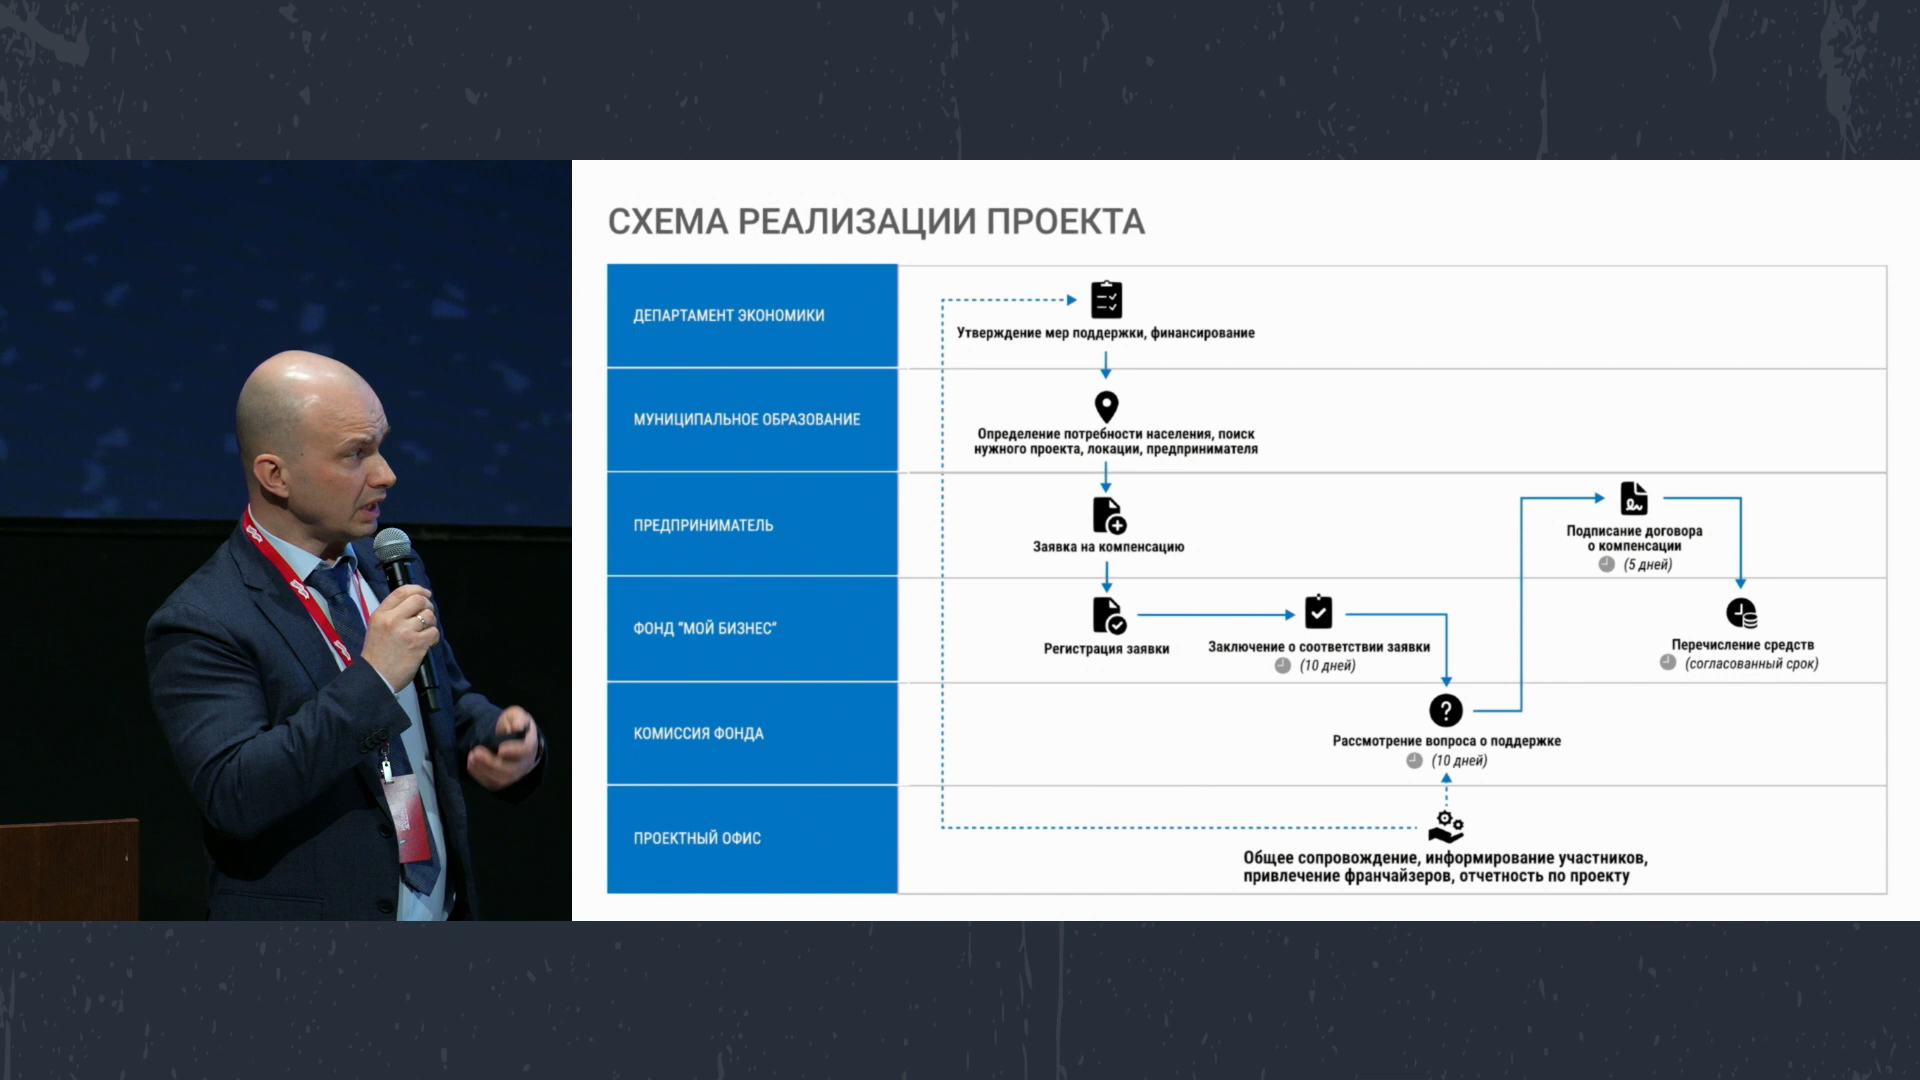 СХЕМА РЕАЛИЗАЦИИ ПРОЕКТА
ДЕПАРТАМЕНТ ЭКОНОМИКИ
Утверждение мер поддержки, финансирование
МУНИЦИПАЛЬНОЕ ОБРАЗОВАНИЕ
Определение потребности населения, поиск
нужного проекта, локации, предпринимателя
ПРЕДПРИНИМАТЕЛЬ
Заявка на компенсацию
Подписание договора
о компенсации
(5 дней)
ФОНД "МОЙ БИЗНЕС"
Регистрация заявки
Заключение о соответствии заявки
(10 дней)
Перечисление средств
(согласованный срок)
КОМИССИЯ ФОНДА
Рассмотрение вопроса о поддержке
(10 дней)
ПРОЕКТНЫЙ ОФИС
Общее сопровождение, информирование участников,
привлечение франчайзеров, отчетность по проекту